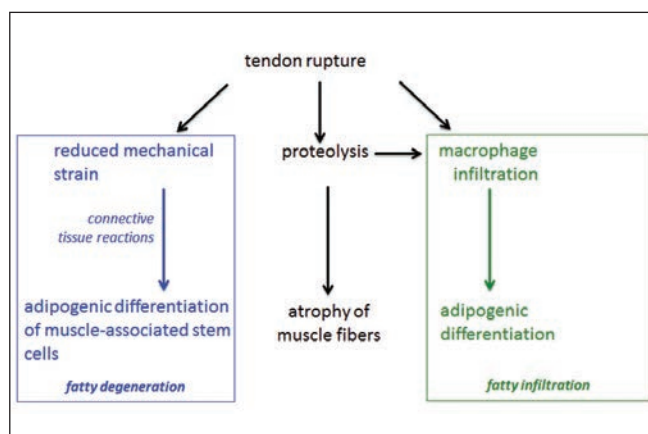 tendon rupture
reduced mechanical
strain
connective
tissue reactions
adipogenic differentiation
of muscle-associated stem
cells
fatty degeneration
proteolysis
atrophy of
muscle fibers
macrophage
infiltration
adipogenic
differentiation
fatty infiltration